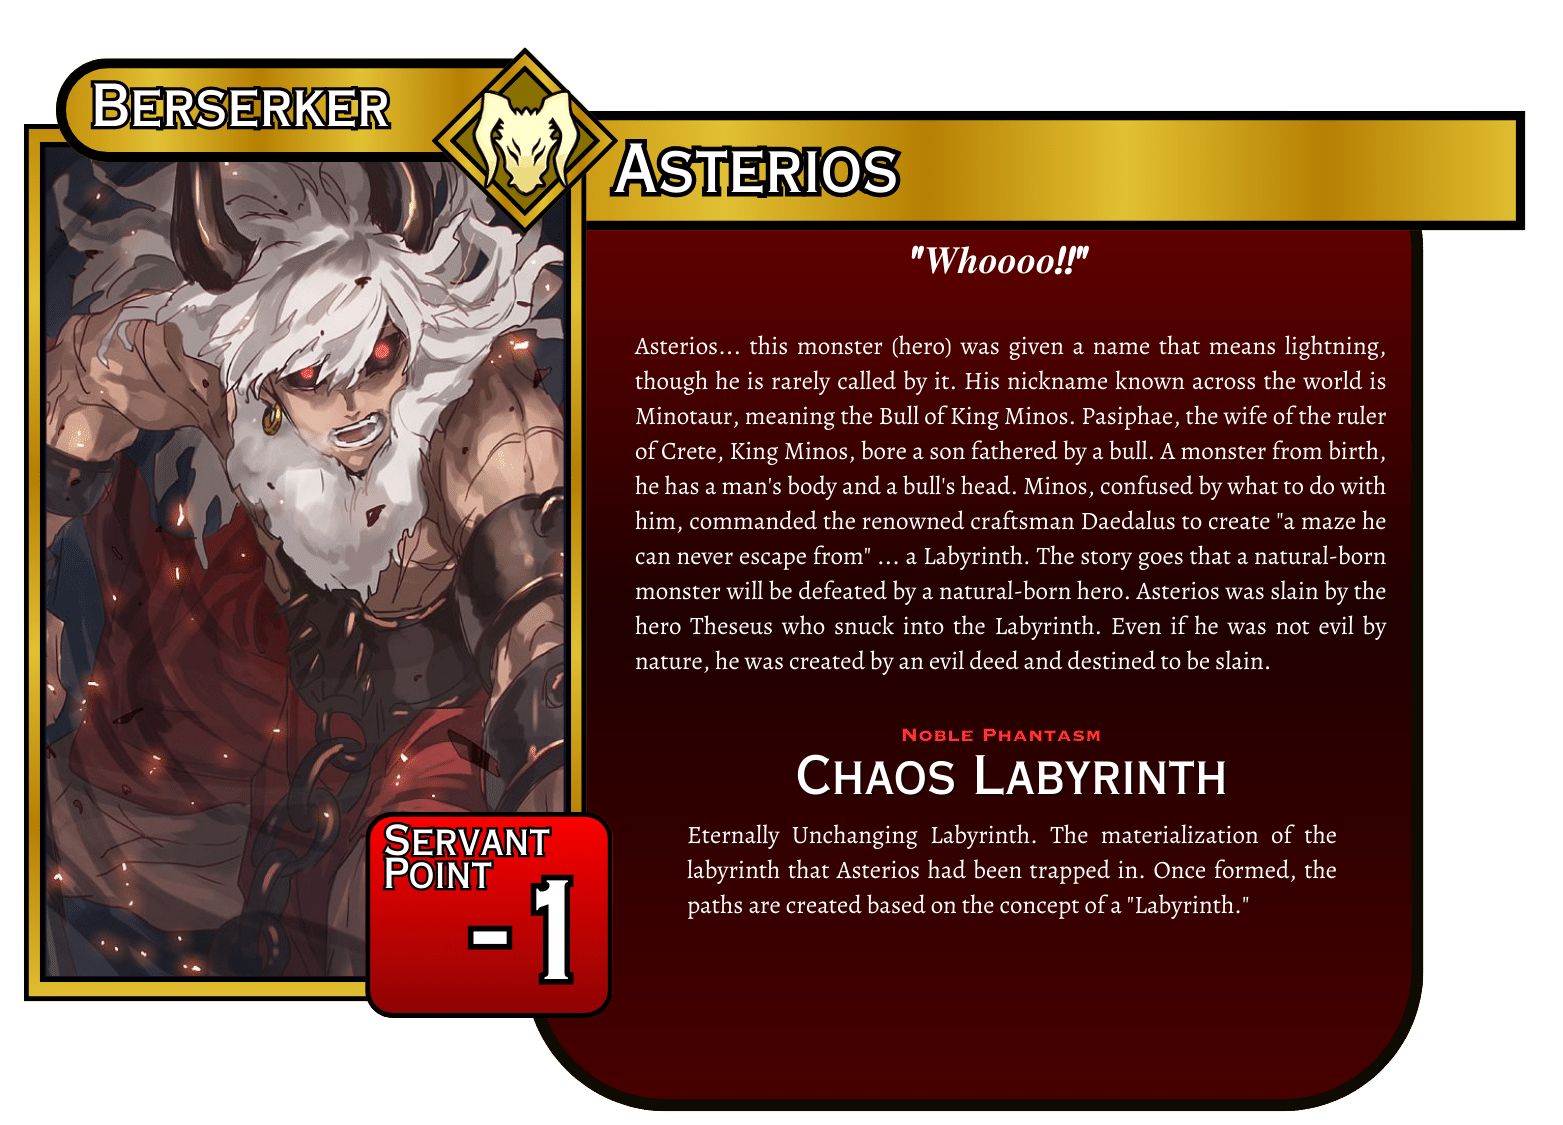 Berserker
Asterios
"Whoooo!!"
Asterios... this monster (hero) was given a name that means lightning,
though he is rarely called by it. His nickname known across the world is
Minotaur, meaning the Bull of King Minos. Pasiphae, the wife of the ruler
of Crete, King Minos, bore a son fathered by a bull. A monster from birth,
he has a man's body and a bull's head. Minos, confused by what to do with
him, commanded the renowned craftsman Daedalus to create "a maze he
can never escape from" ... a Labyrinth. The story goes that a natural-born
monster will be defeated by a natural-born hero. Asterios was slain by the
hero Theseus who snuck into the Labyrinth. Even if he was not evil by
nature, he was created by an evil deed and destined to be slain.
Noble Phantasm
Chaos Labyrinth
Eternally Unchanging Labyrinth. The materialization of the
labyrinth that Asterios had been trapped in. Once formed, the
paths are created based on the concept of a "Labyrinth."
Servant
Point
-1